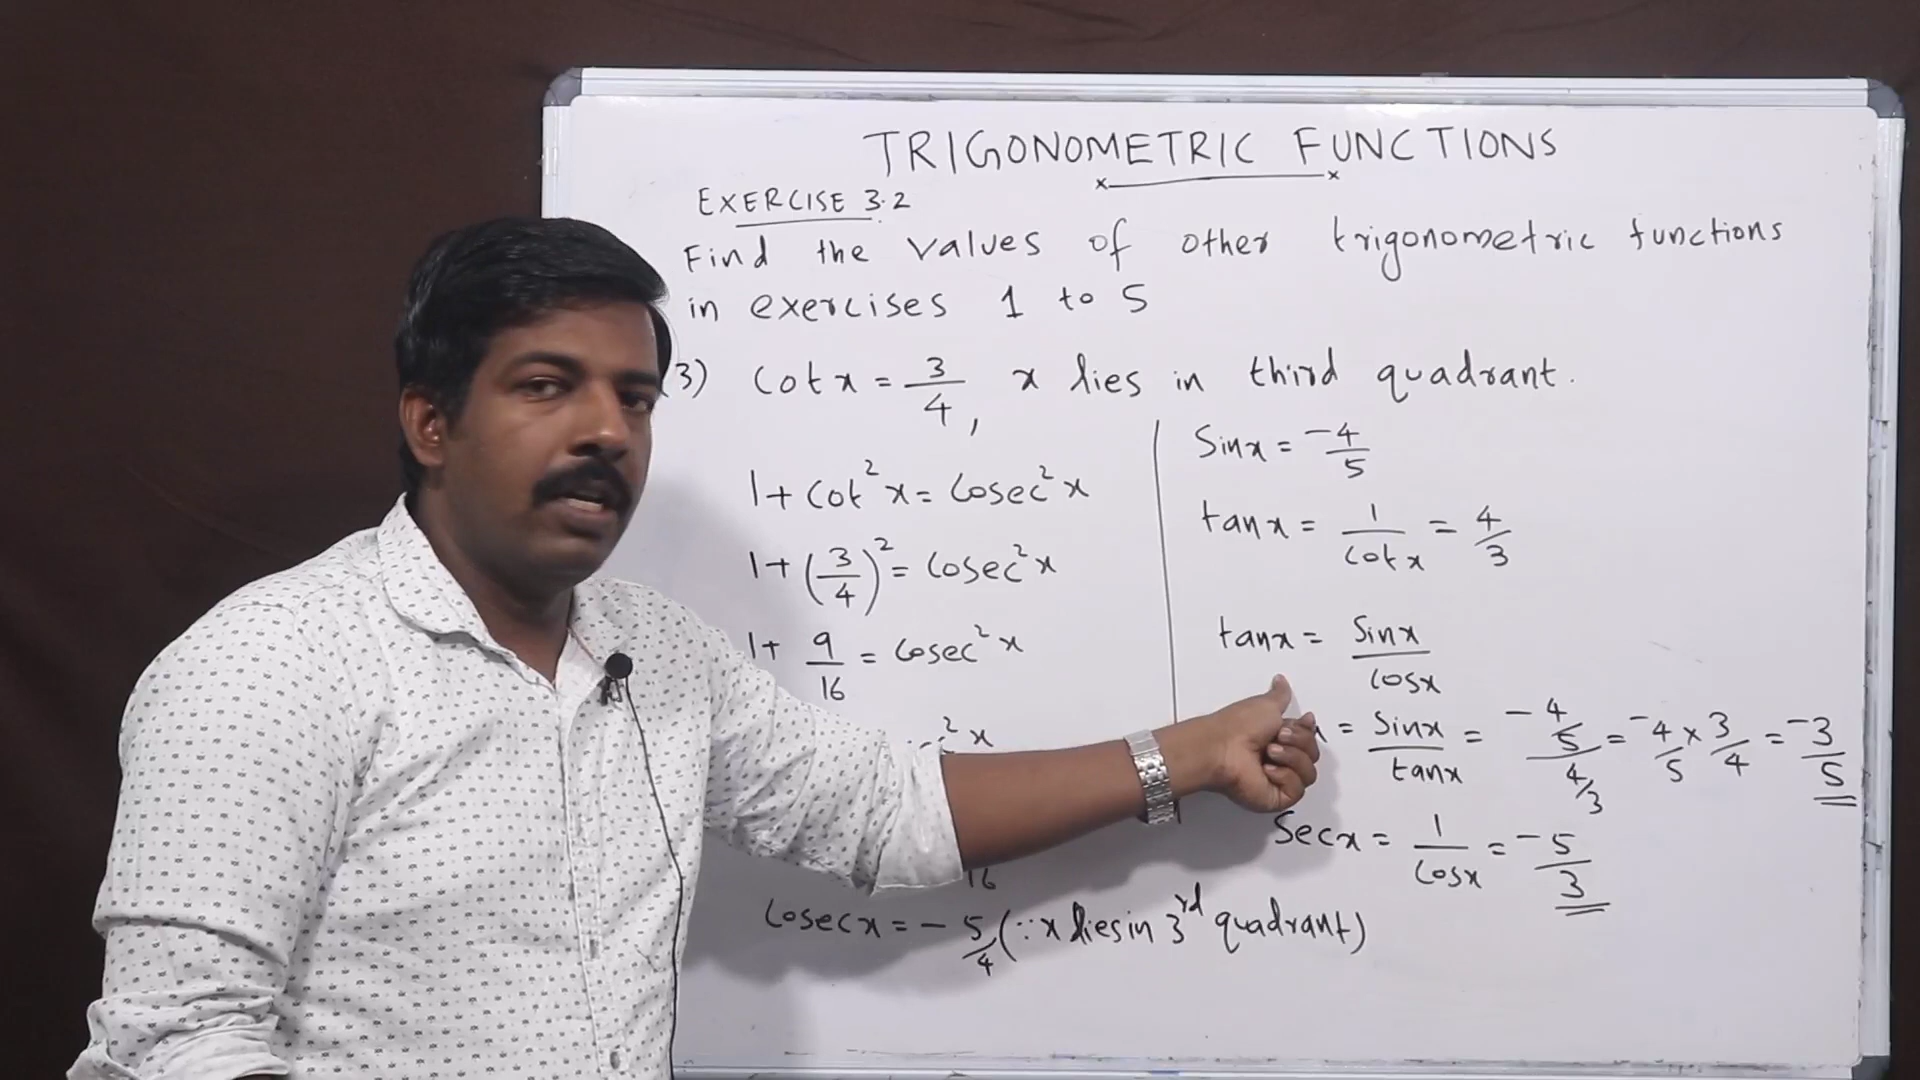 TRIGONOMETRIC FUNCTIONS
EXERCISE 3.2
Find the values of other trigonometric functions
in exercises 1 to 5
3) Cot x = 3/4, x lies in third quadrant.
1 + Cot²x = Cosec²x
1 + (3/4)² = Cosec²x
1 + 9/16 = Cosec²x
²x
16
Cosec x = - 5/4 (∵ x lies in 3rd quadrant)
Sin x = -4/5
tan x = 1/Cot x = 4/3
tan x = Sin x/Cos x
= Sin x/tan x = -4/5/4/3 = -4/5 × 3/4 = -3/5
Sec x = 1/Cos x = -5/3